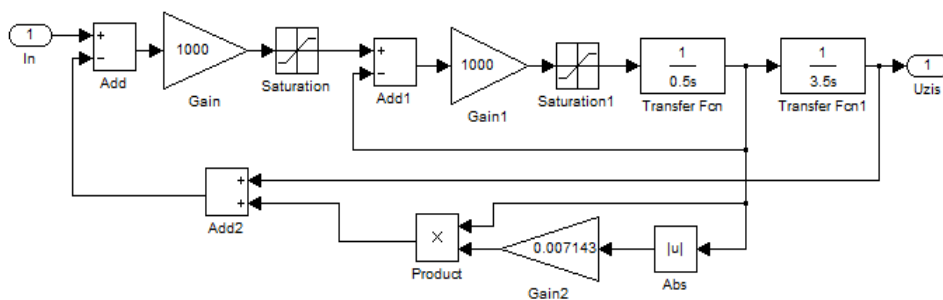 1
In
+
−
Add
1000
Gain
Saturation
+
−
Add1
1000
Gain1
Saturation1
1
0.5s
Transfer Fcn
1
3.5s
Transfer Fcn1
1
Uzis
+
+
Add2
×
Product
0.007143
Gain2
|u|
Abs